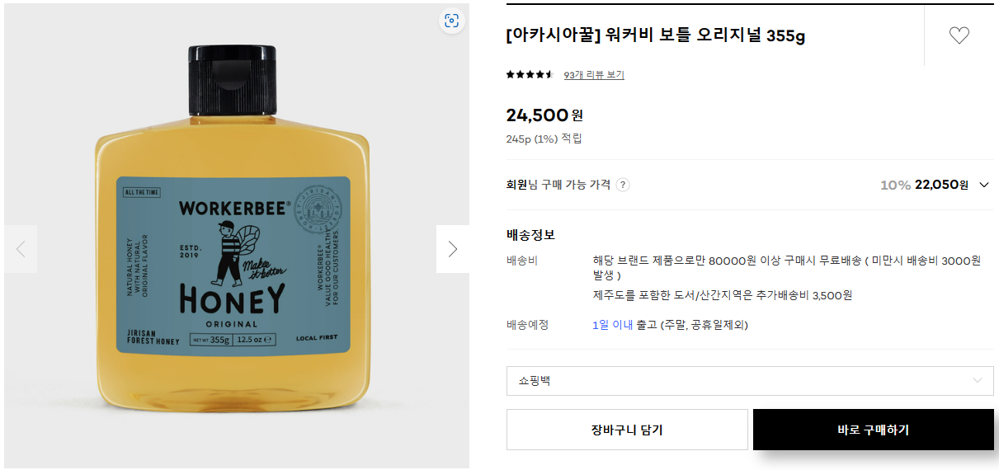 ALL THE TIME
WORKERBEE®
JIRISAN FOREST HONEY
ESTD.
2019
Make
it better
NATURAL HONEY
WITH NATURAL
ORIGINAL FLAVOR
WORKERBEE®
VALUE GOOD HEALTHY
FOR OUR CUSTOMERS.
HONEY
ORIGINAL
JIRISAN
FOREST HONEY
NET WT 355g 12.5 oz ℮
LOCAL FIRST
[아카시아꿀] 워커비 보틀 오리지널 355g
93개 리뷰 보기
24,500원
245p (1%) 적립
회원님 구매 가능 가격 ? 10% 22,050원
배송정보
배송비 해당 브랜드 제품으로만 80000원 이상 구매시 무료배송 ( 미만시 배송비 3000원
발생 )
제주도를 포함한 도서/산간지역은 추가배송비 3,500원
배송예정 1일 이내 출고 (주말, 공휴일제외)
쇼핑백
장바구니 담기 바로 구매하기